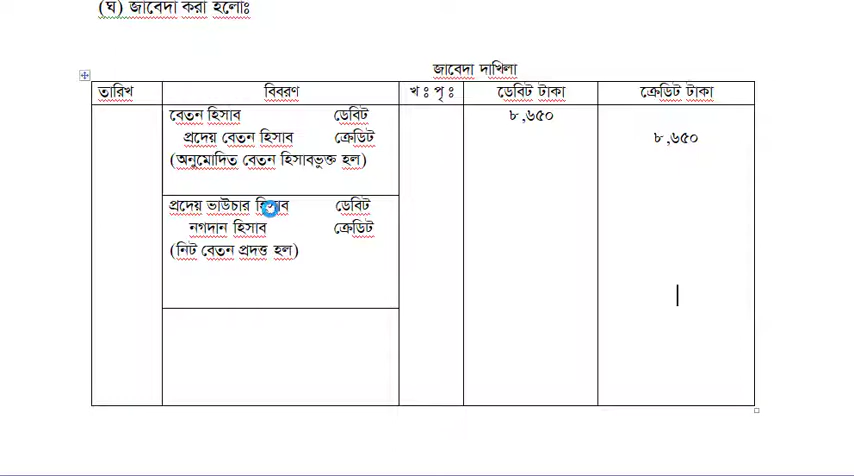 (ঘ) জাবেদা করা হলোঃ
জাবেদা দাখিলা
তারিখ বিবরণ খ ঃ পৃ ঃ ডেবিট টাকা ক্রেডিট টাকা
বেতন হিসাব ডেবিট ৮,৬৫০
প্রদেয় বেতন হিসাব ক্রেডিট ৮,৬৫০
(অনুমোদিত বেতন হিসাবভুক্ত হল)
প্রদেয় ভাউচার হিসাব ডেবিট
নগদান হিসাব ক্রেডিট
(নিট বেতন প্রদত্ত হল)